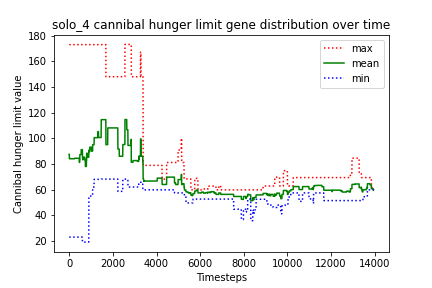 solo_4 cannibal hunger limit gene distribution over time
Cannibal hunger limit value
180
160
140
120
100
80
60
40
20
max
mean
min
0
2000
4000
6000
8000
10000
12000
14000
Timesteps